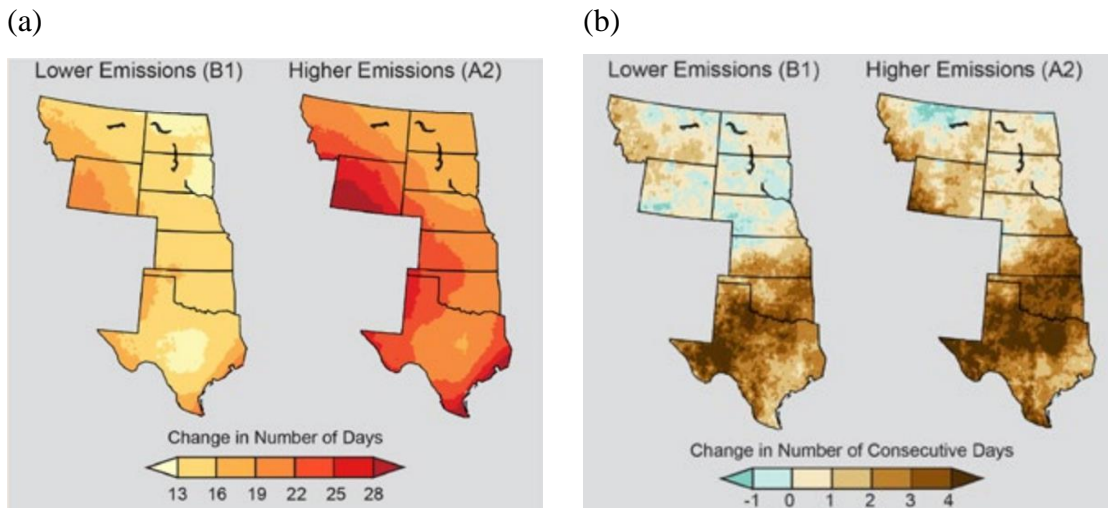 (a)
(b)
Lower Emissions (B1)
Higher Emissions (A2)
Change in Number of Days
13 16 19 22 25 28
Lower Emissions (B1)
Higher Emissions (A2)
Change in Number of Consecutive Days
-1 0 1 2 3 4